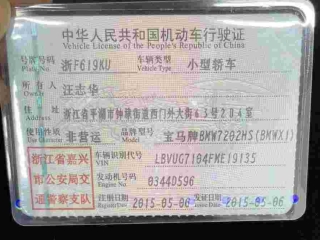 中华人民共和国机动车行驶证
Vehicle License of the People's Republic of China
号牌号码 浙F619KU 车辆类型 小型轿车
Plate No. Vehicle Type
所有人 汪志华
Owner
住址 浙江省平湖市钟埭街道西门外大街63号204室
Address
使用性质 非营运 品牌型号 宝马牌BMW7202HS(BMWX1)
Use Character Model
浙江省嘉兴
市公安局交
通警察支队
车辆识别代号 LBVUG7104FME19135
VIN
发动机号码 03440596
Engine No.
注册日期 2015-05-06 发证日期 2015-05-06
Register Date Issue Date